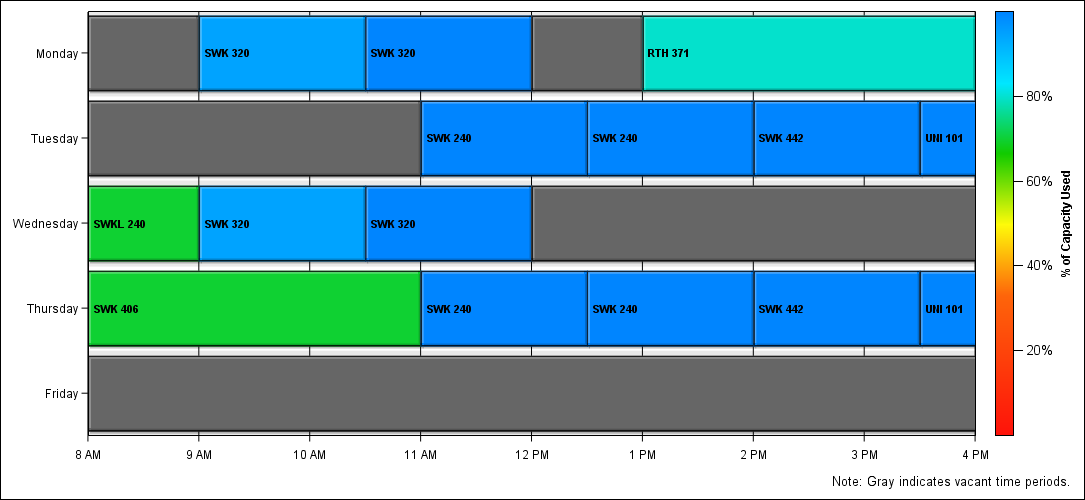 Monday
SWK 320
SWK 320
RTH 371
Tuesday
SWK 240
SWK 240
SWK 442
UNI 101
Wednesday
SWKL 240
SWK 320
SWK 320
Thursday
SWK 406
SWK 240
SWK 240
SWK 442
UNI 101
Friday
8 AM
9 AM
10 AM
11 AM
12 PM
1 PM
2 PM
3 PM
4 PM
80%
60%
40%
20%
% of Capacity Used
Note: Gray indicates vacant time periods.